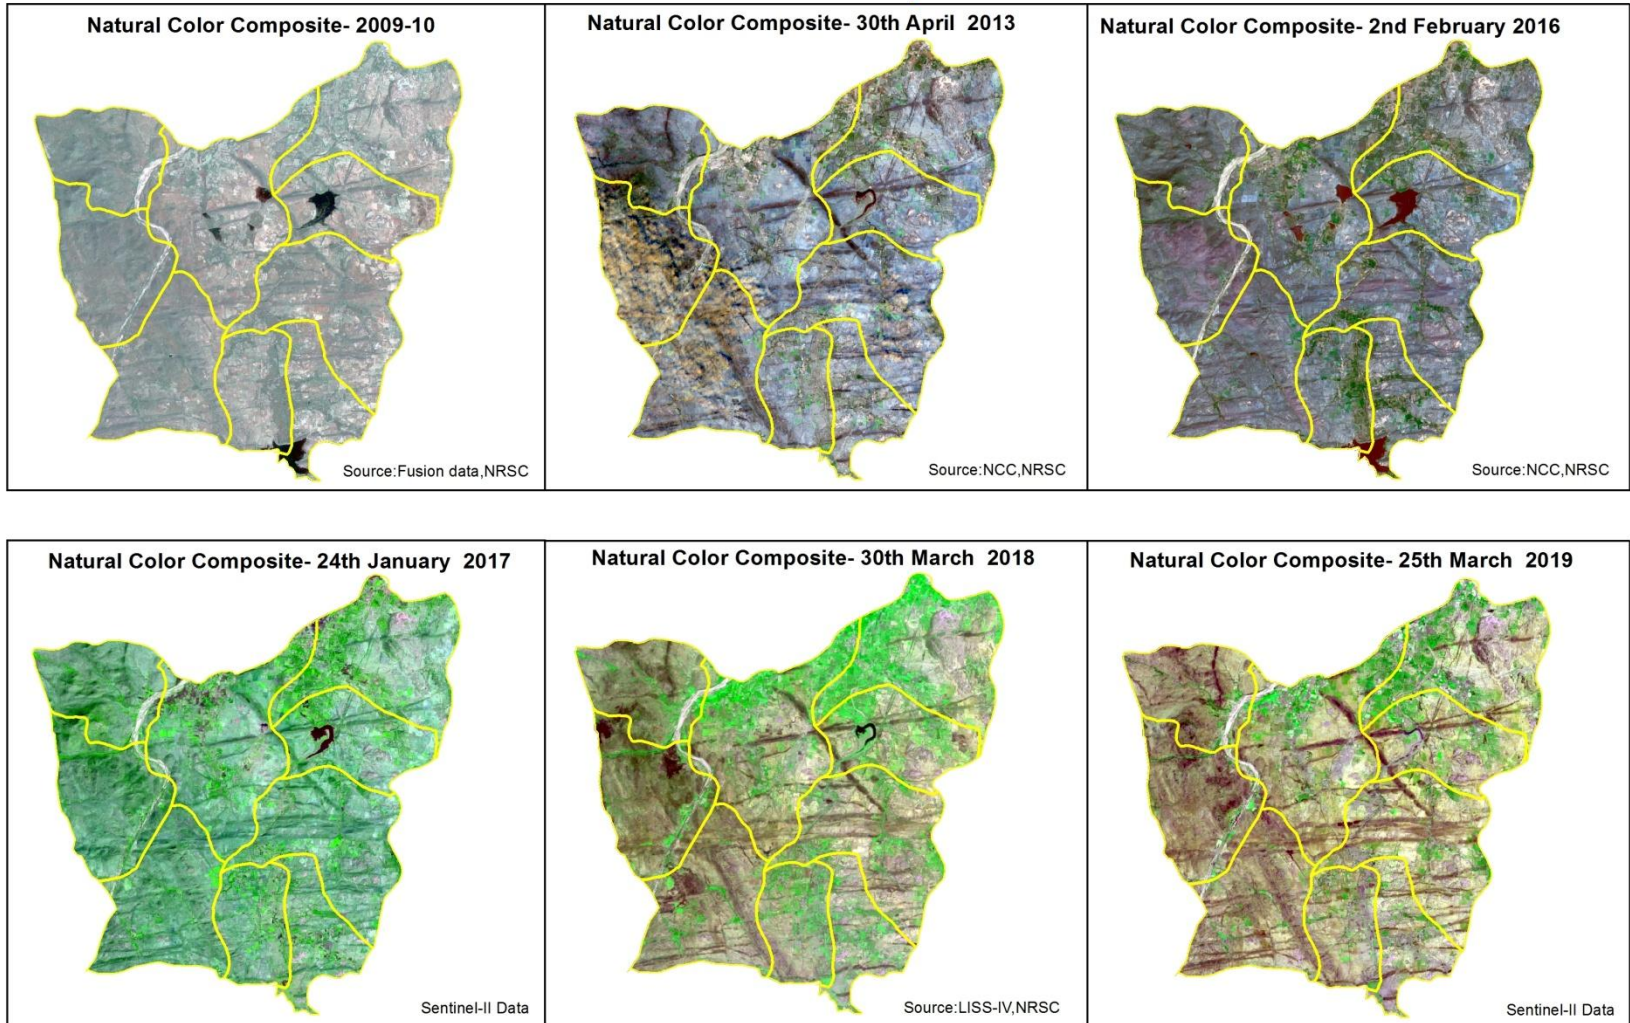 Natural Color Composite- 2009-10
Natural Color Composite- 30th April 2013
Natural Color Composite- 2nd February 2016
Source:Fusion data,NRSC
Source:NCC,NRSC
Source:NCC,NRSC
Natural Color Composite- 24th January 2017
Natural Color Composite- 30th March 2018
Natural Color Composite- 25th March 2019
Sentinel-II Data
Source:LISS-IV,NRSC
Sentinel-II Data